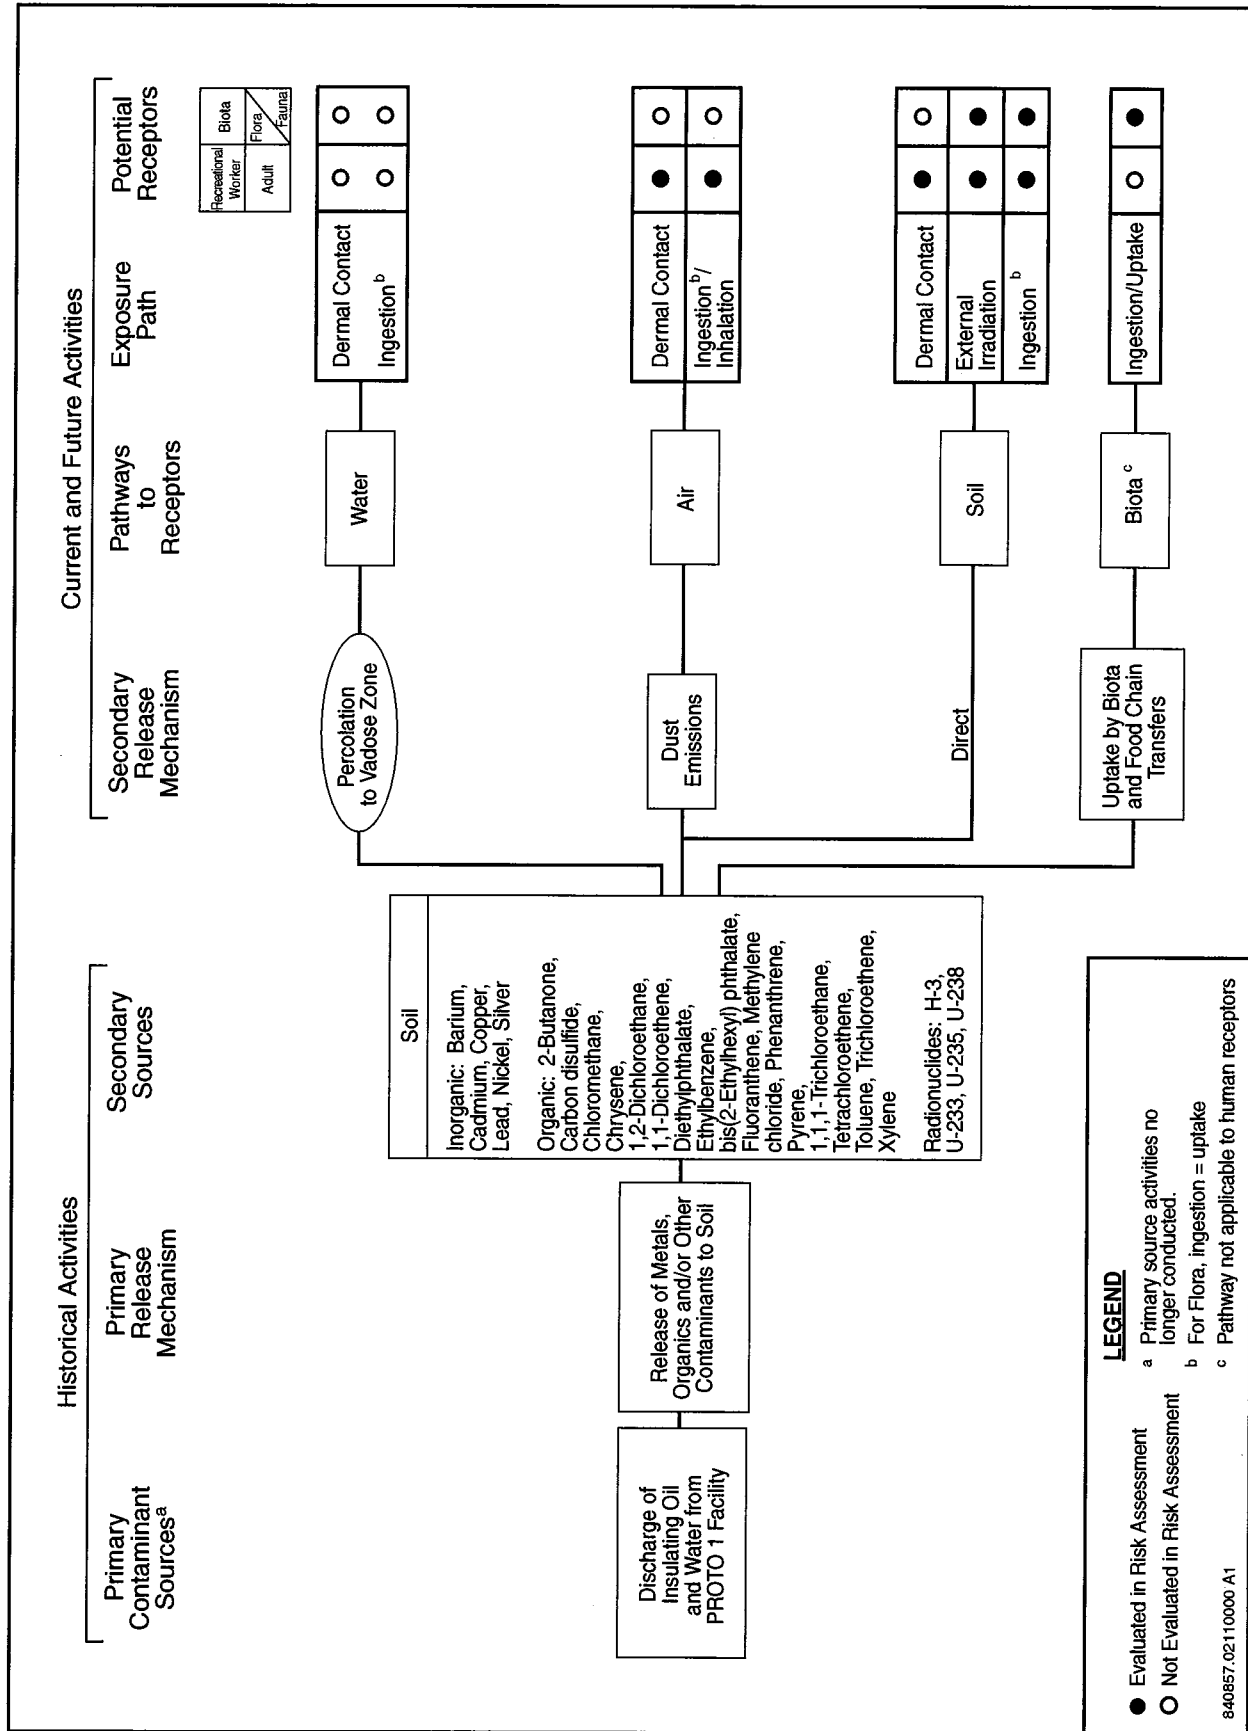 Historical Activities
Current and Future Activities
Primary
Contaminant
Sourcesᵃ
Primary
Release
Mechanism
Secondary
Sources
Secondary
Release
Mechanism
Pathways
to
Receptors
Exposure
Path
Potential
Receptors
Recreational
Worker
Biota
Adult
Flora
Fauna
Discharge of
Insulating Oil
and Water from
PROTO 1 Facility
Release of Metals,
Organics and/or Other
Contaminants to Soil
Soil
Inorganic: Barium,
Cadmium, Copper,
Lead, Nickel, Silver
Organic: 2-Butanone,
Carbon disulfide,
Chloromethane,
Chrysene,
1,2-Dichloroethane,
1,1-Dichloroethene,
Diethylphthalate,
Ethylbenzene,
bis(2-Ethylhexyl) phthalate,
Fluoranthene, Methylene
chloride, Phenanthrene,
Pyrene,
1,1,1-Trichloroethane,
Tetrachloroethene,
Toluene, Trichloroethene,
Xylene
Radionuclides: H-3,
U-233, U-235, U-238
Percolation
to Vadose Zone
Water
Dermal Contact
Ingestionᵇ
Dust
Emissions
Air
Dermal Contact
Ingestionᵇ/
Inhalation
Direct
Soil
Dermal Contact
External
Irradiation
Ingestion ᵇ
Uptake by Biota
and Food Chain
Transfers
Biota ᶜ
Ingestion/Uptake
LEGEND
● Evaluated in Risk Assessment
○ Not Evaluated in Risk Assessment
a Primary source activities no
longer conducted.
b For Flora, ingestion = uptake
c Pathway not applicable to human receptors
840857.02110000 A1